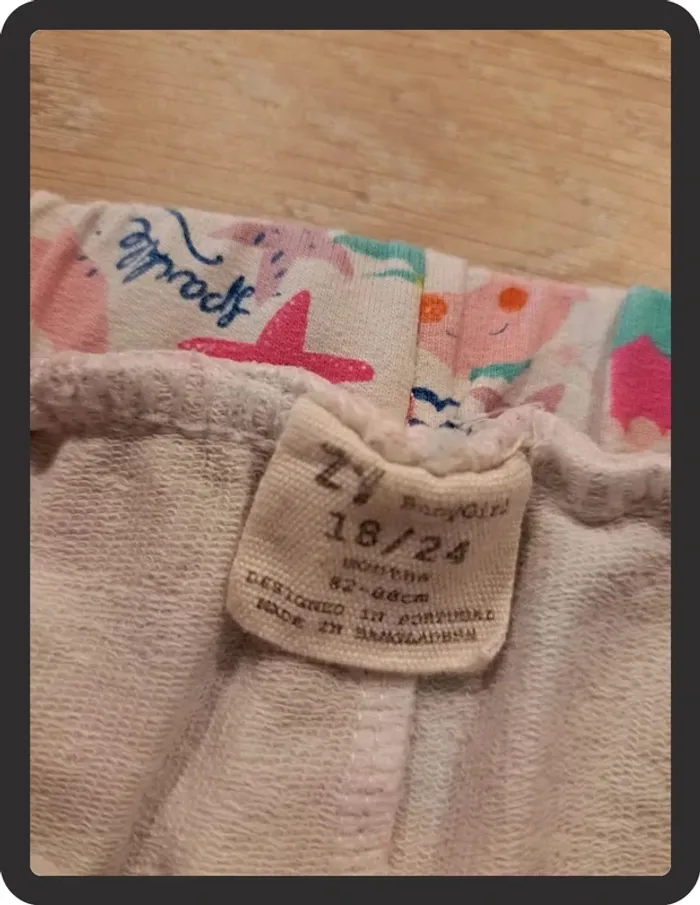 Sparkle
ZY BabyGirl
18/24
MONTHS
82-88cm
DESIGNED IN PORTUGAL
MADE IN BANGLADESH